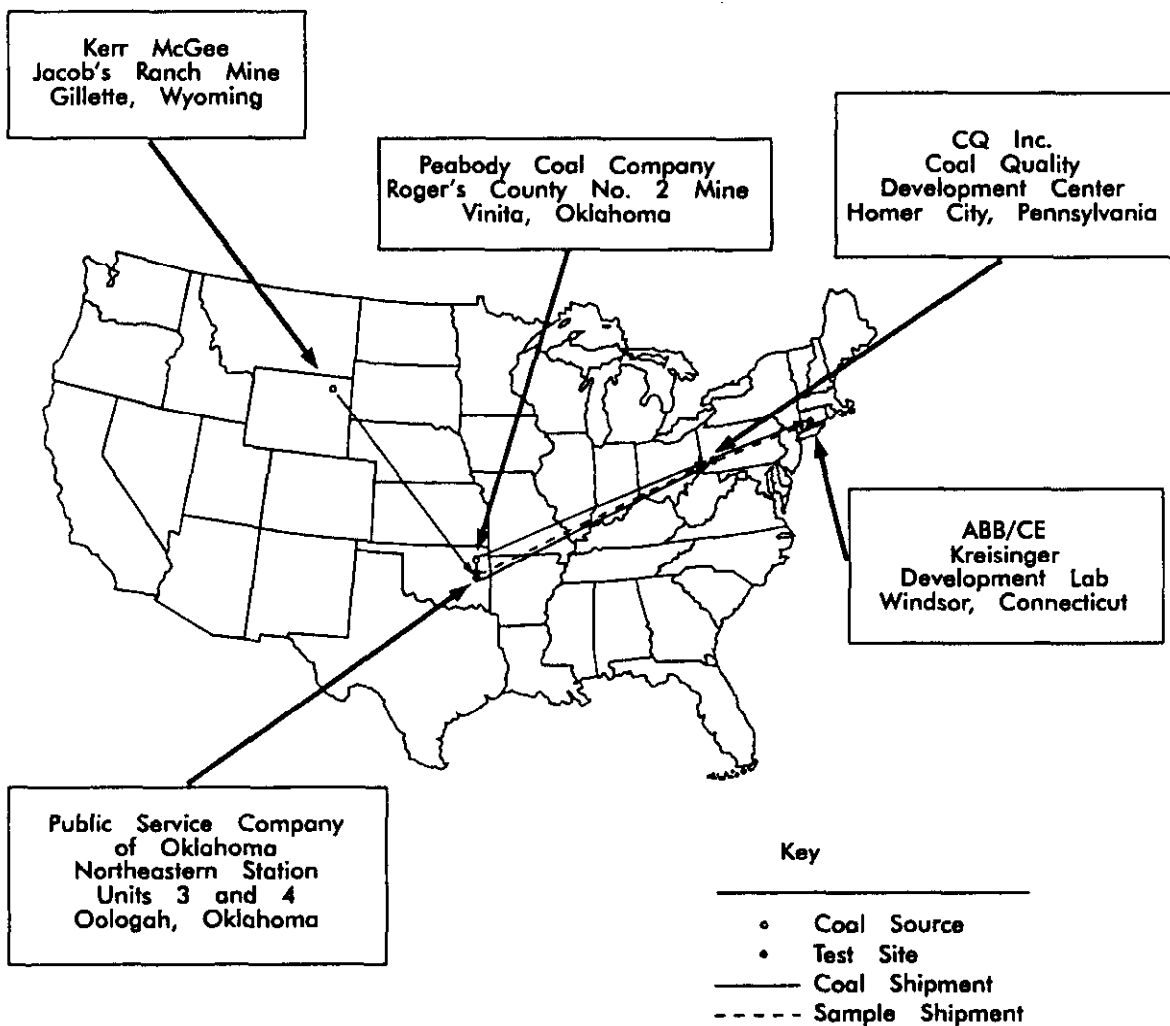 Kerr McGee
Jacob's Ranch Mine
Gillette, Wyoming
Peabody Coal Company
Roger's County No. 2 Mine
Vinita, Oklahoma
CQ Inc.
Coal Quality
Development Center
Homer City, Pennsylvania
ABB/CE
Kreisinger
Development Lab
Windsor, Connecticut
Public Service Company
of Oklahoma
Northeastern Station
Units 3 and 4
Oologah, Oklahoma
Key
Coal Source
Test Site
Coal Shipment
Sample Shipment